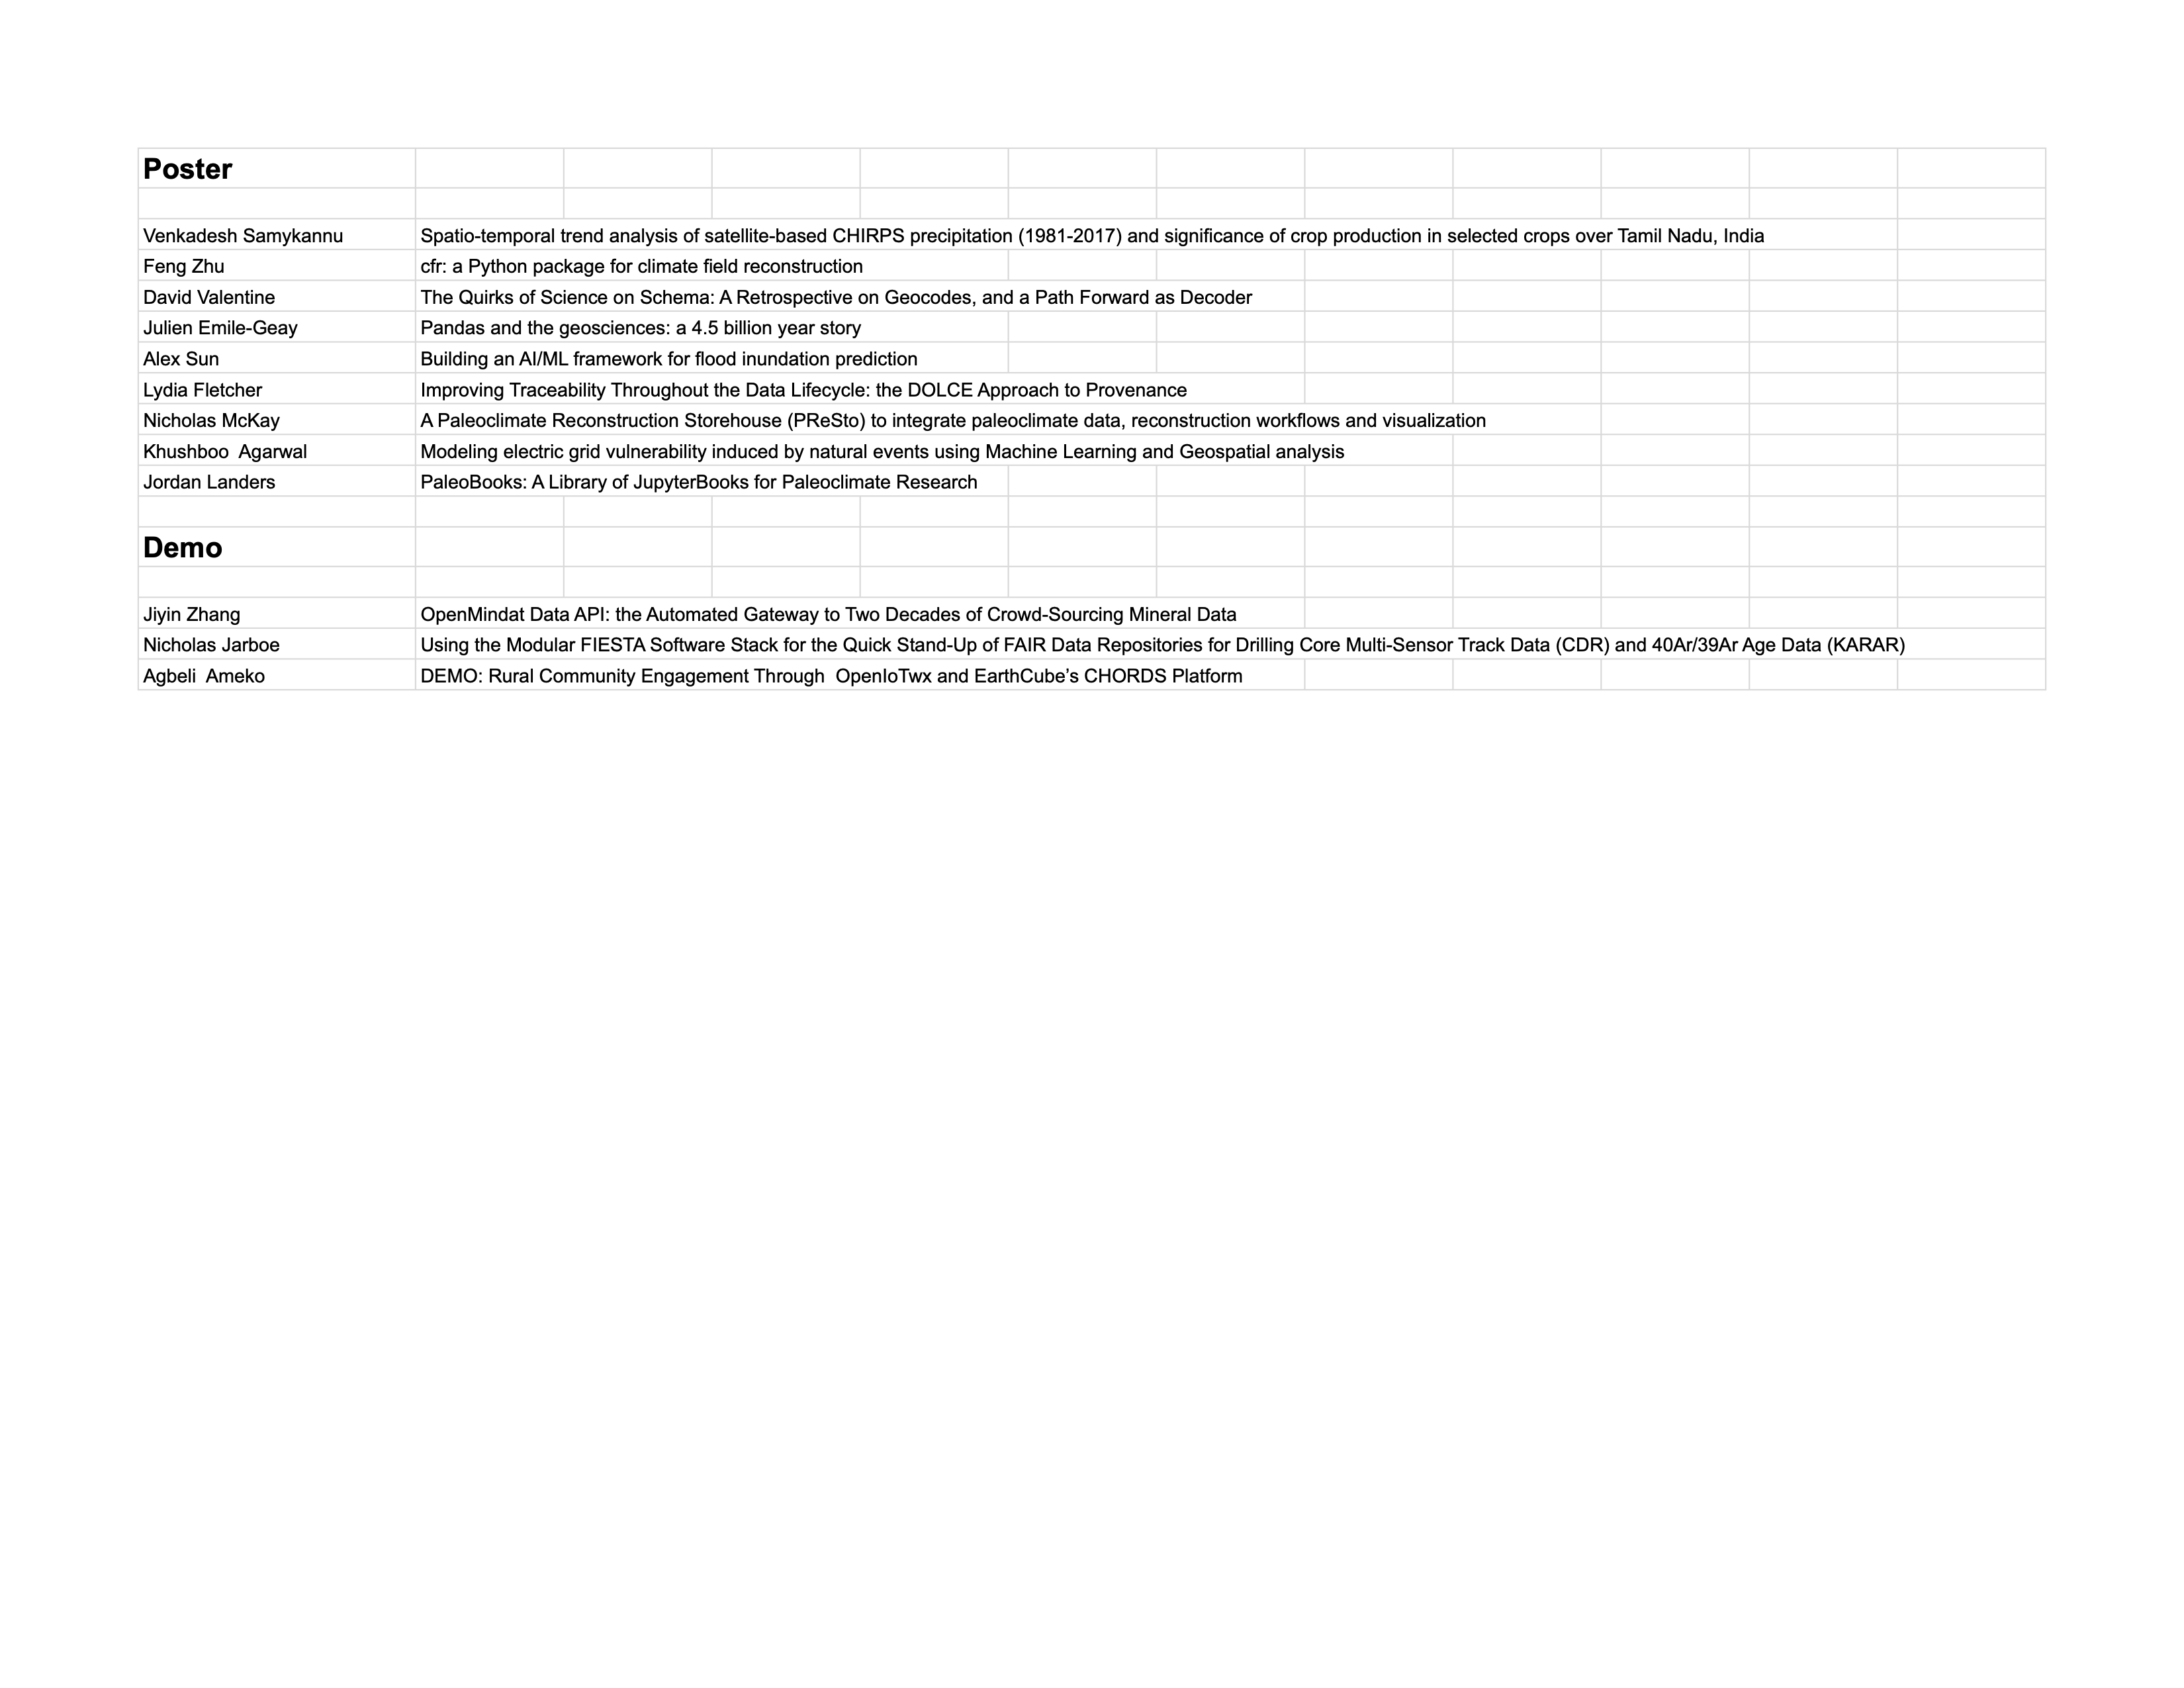 Poster
Venkadesh Samykannu Spatio-temporal trend analysis of satellite-based CHIRPS precipitation (1981-2017) and significance of crop production in selected crops over Tamil Nadu, India
Feng Zhu cfr: a Python package for climate field reconstruction
David Valentine The Quirks of Science on Schema: A Retrospective on Geocodes, and a Path Forward as Decoder
Julien Emile-Geay Pandas and the geosciences: a 4.5 billion year story
Alex Sun Building an AI/ML framework for flood inundation prediction
Lydia Fletcher Improving Traceability Throughout the Data Lifecycle: the DOLCE Approach to Provenance
Nicholas McKay A Paleoclimate Reconstruction Storehouse (PReSto) to integrate paleoclimate data, reconstruction workflows and visualization
Khushboo  Agarwal Modeling electric grid vulnerability induced by natural events using Machine Learning and Geospatial analysis
Jordan Landers PaleoBooks: A Library of JupyterBooks for Paleoclimate Research
Demo
Jiyin Zhang OpenMindat Data API: the Automated Gateway to Two Decades of Crowd-Sourcing Mineral Data
Nicholas Jarboe Using the Modular FIESTA Software Stack for the Quick Stand-Up of FAIR Data Repositories for Drilling Core Multi-Sensor Track Data (CDR) and 40Ar/39Ar Age Data (KARAR)
Agbeli  Ameko DEMO: Rural Community Engagement Through  OpenIoTwx and EarthCube’s CHORDS Platform